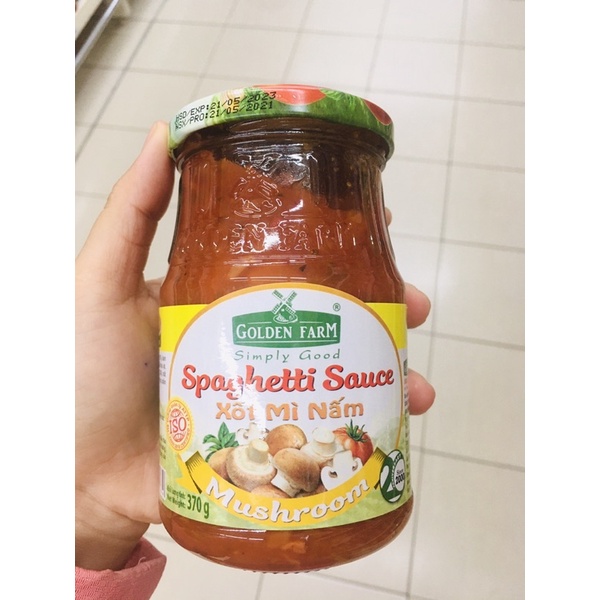 HSD/EXP:21/05/2023
NSX/PRO:21/05/2021
GOLDEN FARM ®
Simply Good
Spaghetti Sauce
Xốt Mì Nấm
ISO
Mushroom
370 g